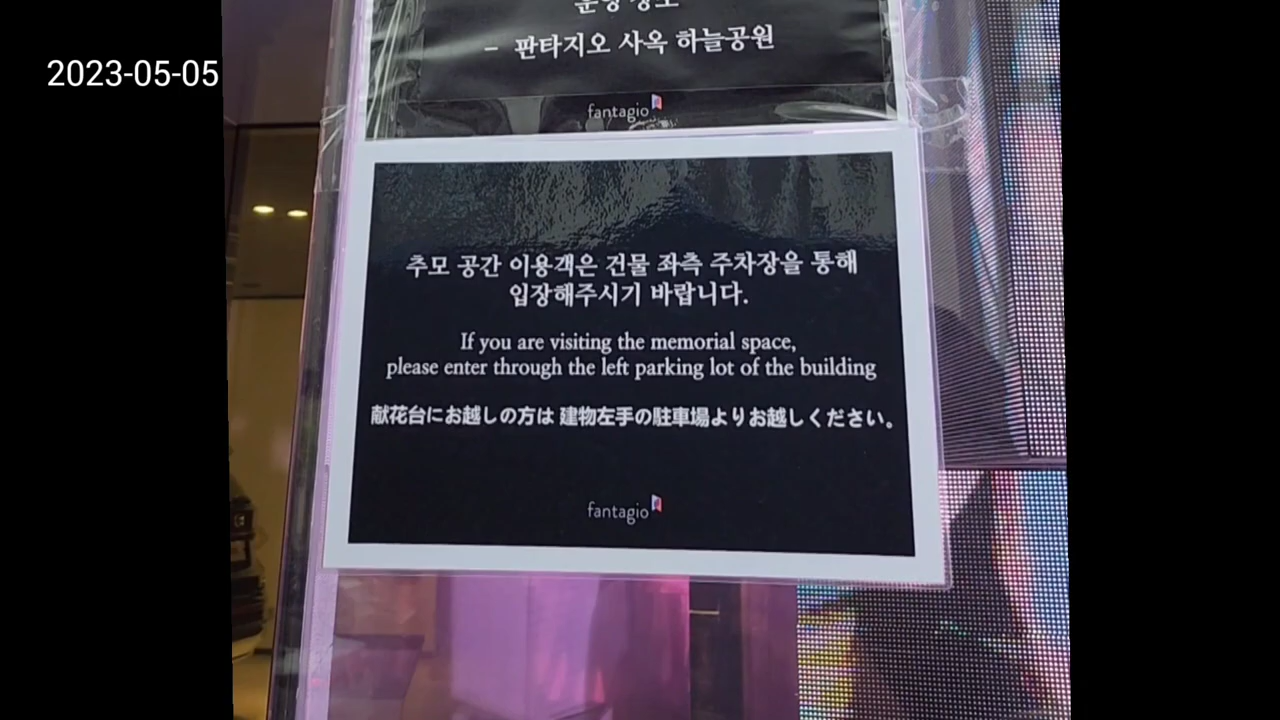 2023-05-05
운영 장소
- 판타지오 사옥 하늘공원
fantagio
추모 공간 이용객은 건물 좌측 주차장을 통해
입장해주시기 바랍니다.
If you are visiting the memorial space,
please enter through the left parking lot of the building
献花台にお越しの方は 建物左手の駐車場よりお越しください。
fantagio